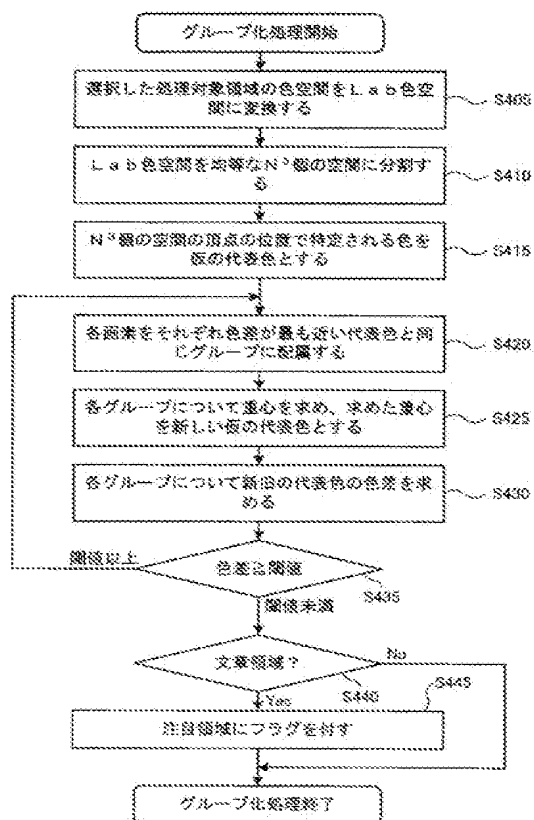 グループ化処理開始
選択した処理対象領域の色空間をLab色空
間に変換する
S405
Lab色空間を均等なN³個の空間に分割す
る
S410
N³個の空間の頂点の位置で特定される色を
仮の代表色とする
S415
各画素をそれぞれ色差が最も近い代表色と同
じグループに配属する
S420
各グループについて重心を求め、求めた重心
を新しい仮の代表色とする
S425
各グループについて新旧の代表色の色差を求
める
S430
閾値以上
色差≧閾値
S435
閾値未満
文章領域?
No
S440
Yes
S445
注目領域にフラグを付す
グループ化処理終了